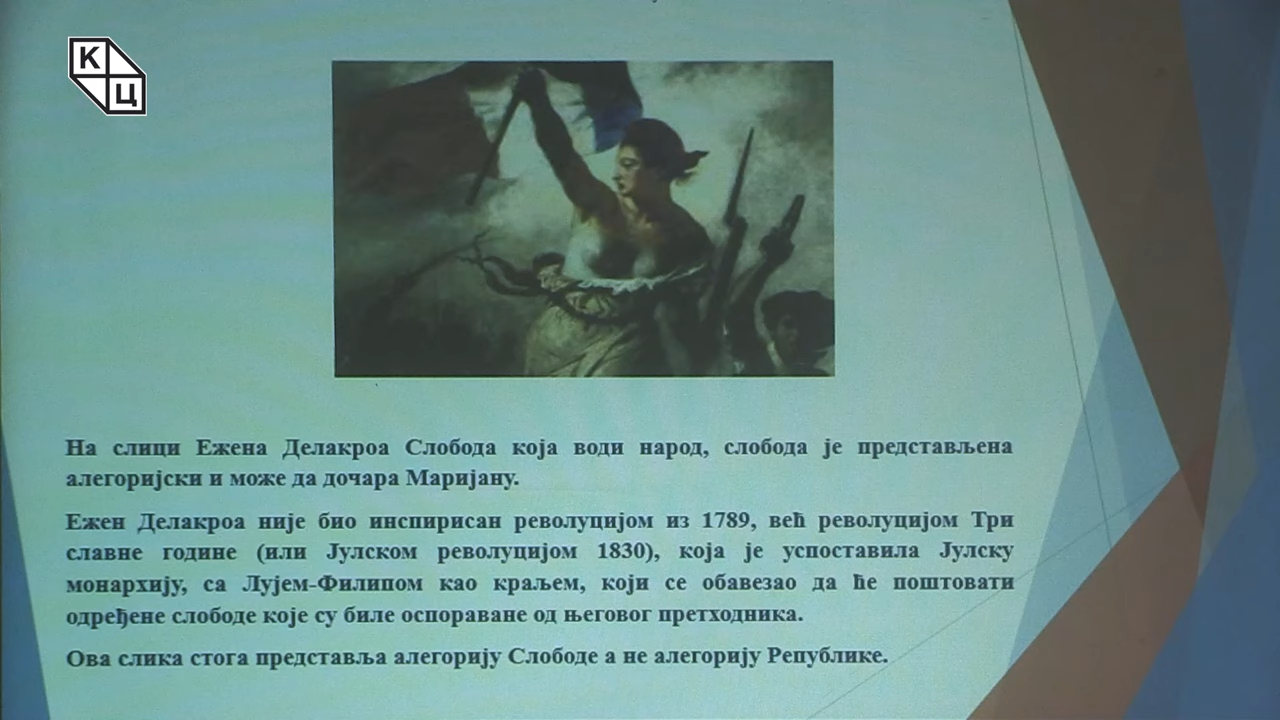 К
Ц
На слици Ежена Делакроа Слобода која води народ, слобода је представљена
алегоријски и може да дочара Маријану.
Ежен Делакроа није био инспирисан револуцијом из 1789, већ револуцијом Три
славне године (или Јулском револуцијом 1830), која је успоставила Јулску
монархију, са Лујем-Филипом као краљем, који се обавезао да ће поштовати
одређене слободе које су биле оспораване од његовог претходника.
Ова слика стога представља алегорију Слободе а не алегорију Републике.